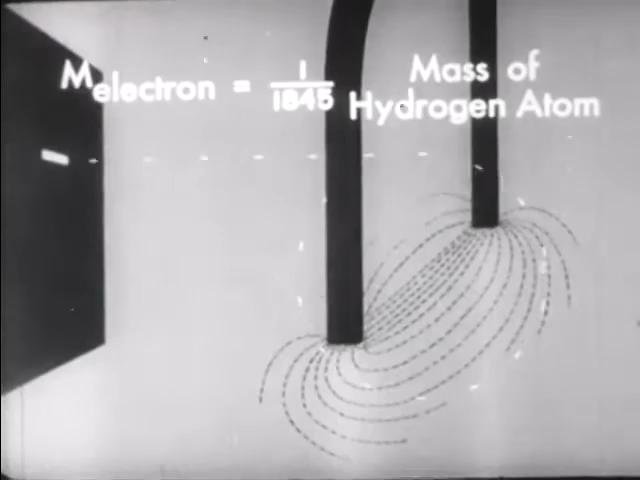 Melectron = 1/1845 Mass of
Hydrogen Atom